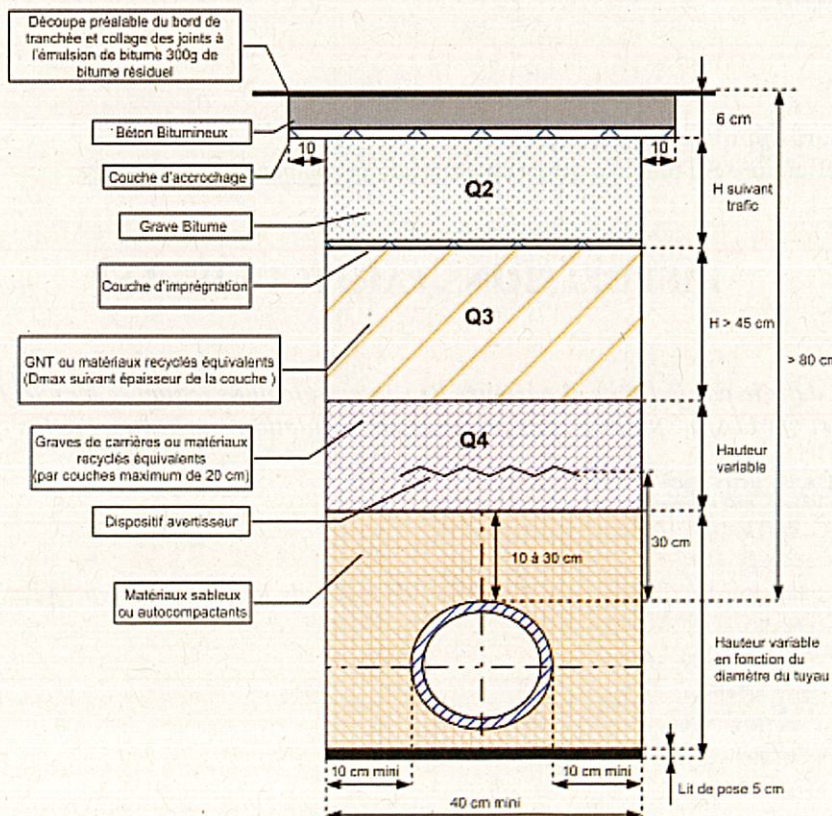 Découpe préalable du bord de
tranchée et collage des joints à
l'émulsion de bitume 300g de
bitume résiduel
Béton Bitumineux
Couche d'accrochage
Grave Bitume
Couche d'imprégnation
GNT ou matériaux recyclés équivalents
(Dmax suivant épaisseur de la couche )
Graves de carrières ou matériaux
recyclés équivalents
(par couches maximum de 20 cm)
Dispositif avertisseur
Matériaux sableux
ou autocompactants
10
10
Q2
Q3
Q4
10 à 30 cm
30 cm
6 cm
H suivant
trafic
H > 45 cm
> 80 cm
Hauteur
variable
Hauteur variable
en fonction du
diamètre du tuyau
10 cm mini
10 cm mini
40 cm mini
Lit de pose 5 cm